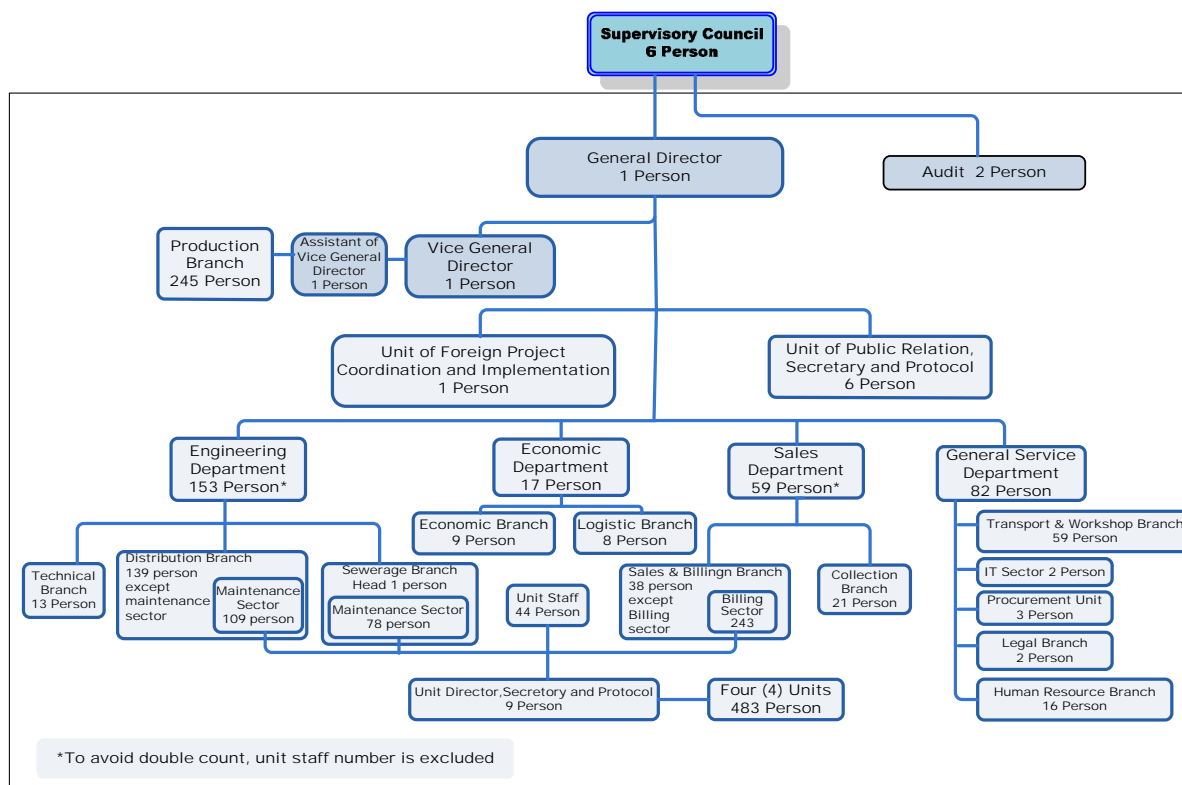 Supervisory Council
6 Person
General Director
1 Person
Audit 2 Person
Production
Branch
245 Person
Assistant of
Vice General
Director
1 Person
Vice General
Director
1 Person
Unit of Foreign Project
Coordination and Implementation
1 Person
Unit of Public Relation,
Secretary and Protocol
6 Person
Engineering
Department
153 Person*
Economic
Department
17 Person
Sales
Department
59 Person*
General Service
Department
82 Person
Economic Branch
9 Person
Logistic Branch
8 Person
Transport & Workshop Branch
59 Person
Technical
Branch
13 Person
Distribution Branch
139 person
except
maintenance
sector
Maintenance
Sector
109 person
Sewerage Branch
Head 1 person
Maintenance Sector
78 person
Unit Staff
44 Person
Sales & Billingn Branch
38 person
except
Billing
sector
Billing
Sector
243
Collection
Branch
21 Person
IT Sector 2 Person
Procurement Unit
3 Person
Legal Branch
2 Person
Human Resource Branch
16 Person
Unit Director,Secretory and Protocol
9 Person
Four (4) Units
483 Person
*To avoid double count, unit staff number is excluded